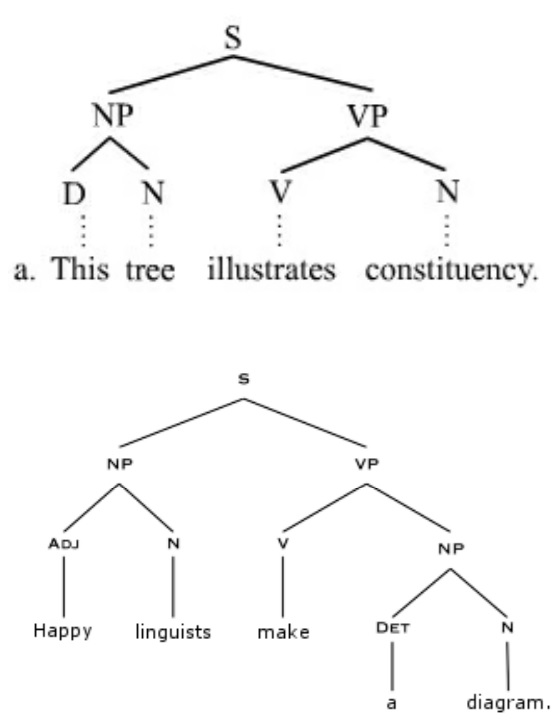 S
NP VP
D N V N
a. This tree illustrates constituency.
S
NP VP
ADJ N V NP
Happy linguists make DET N
a diagram.